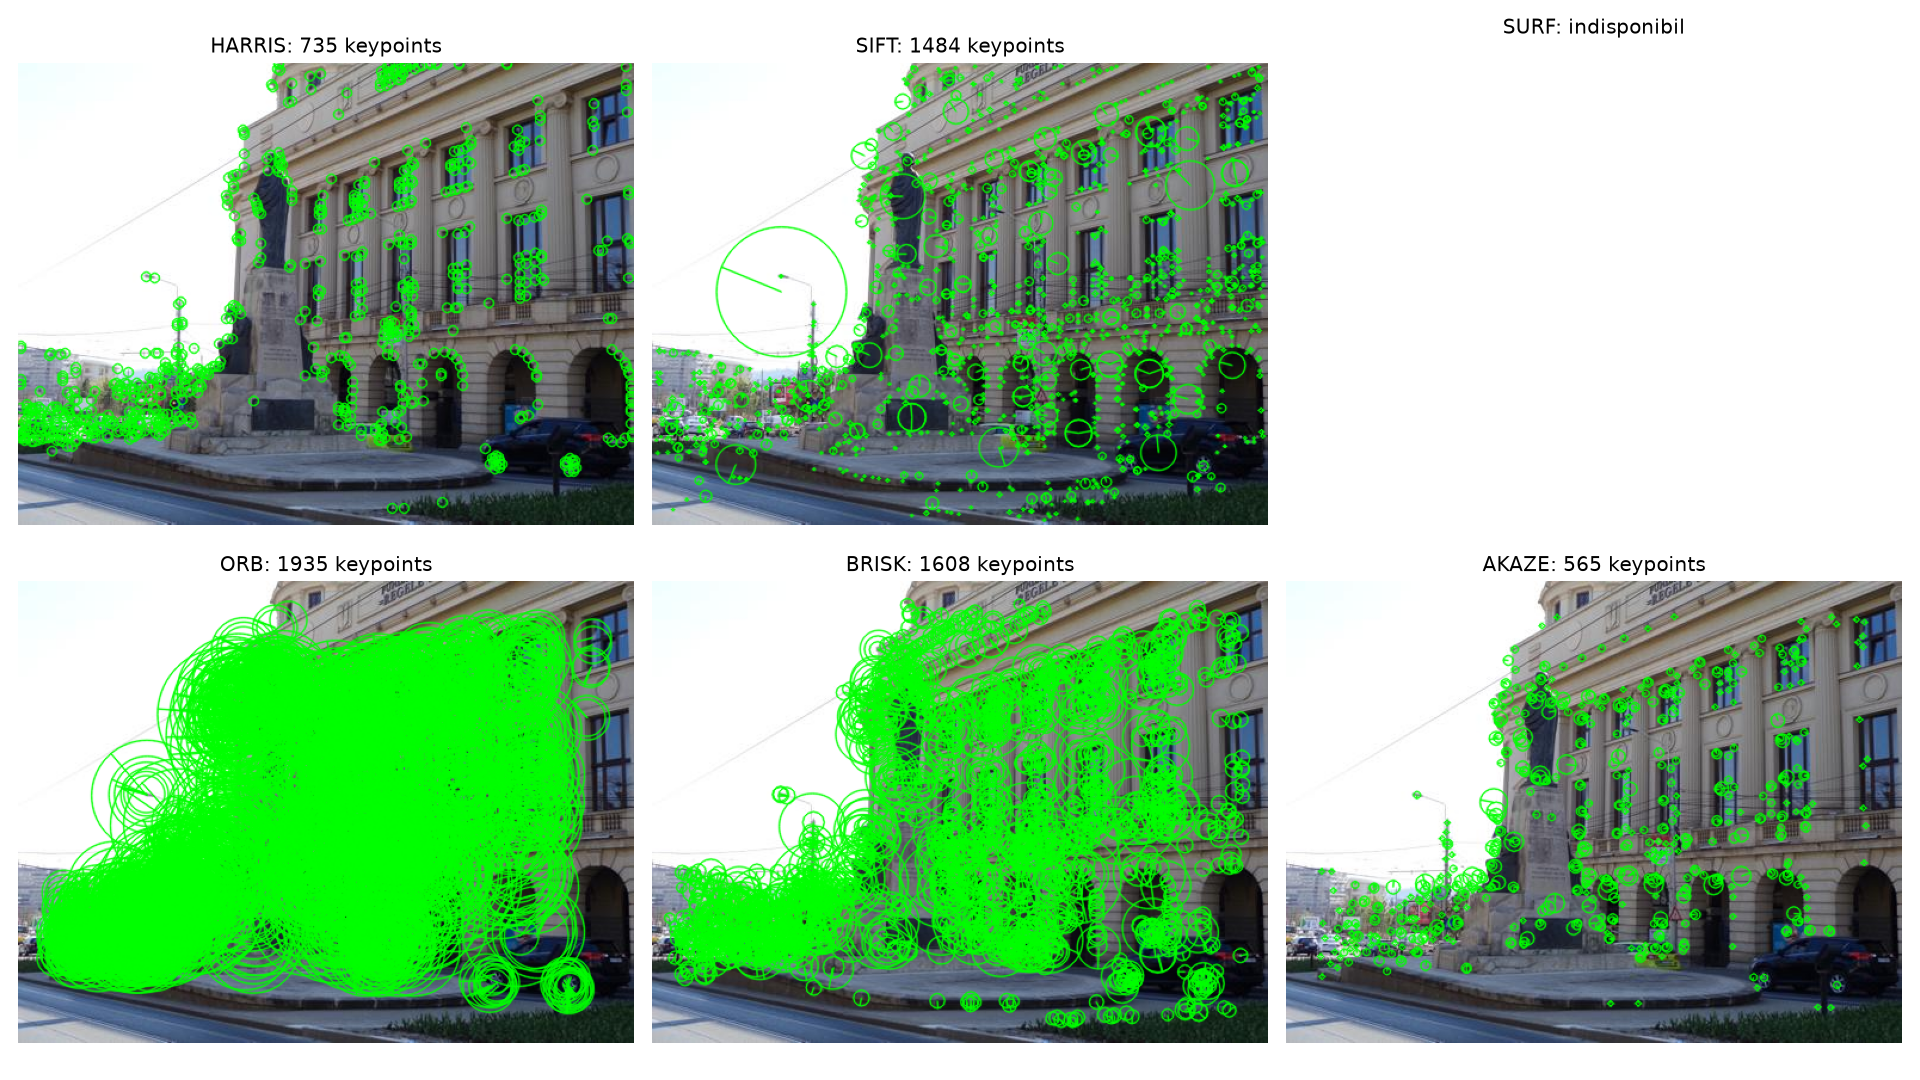 HARRIS: 735 keypoints
SIFT: 1484 keypoints
SURF: indisponibil
ORB: 1935 keypoints
BRISK: 1608 keypoints
AKAZE: 565 keypoints